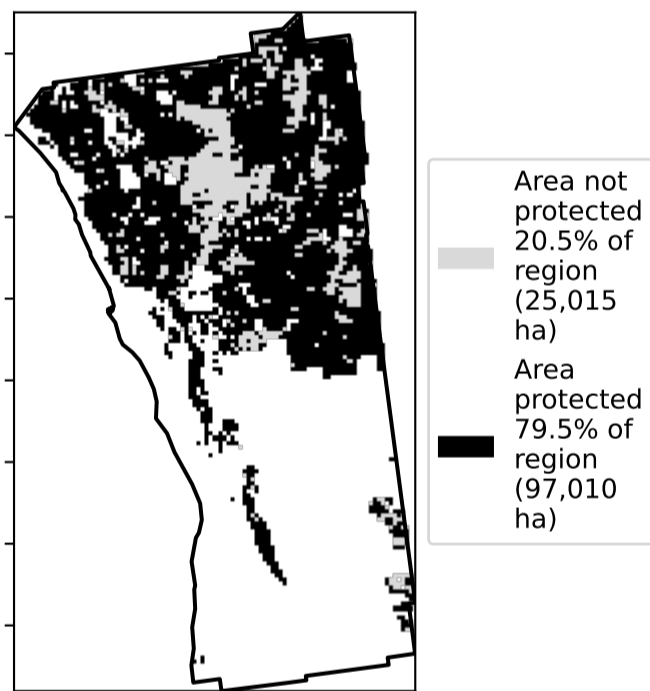 Area not
protected
20.5% of
region
(25,015
ha)
Area
protected
79.5% of
region
(97,010
ha)